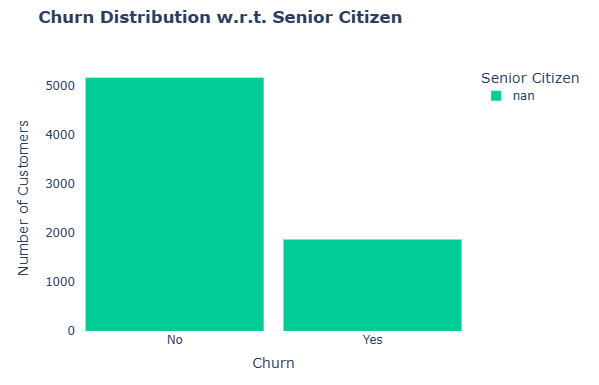 Churn Distribution w.r.t. Senior Citizen
Senior Citizen
nan
Number of Customers
5000
4000
3000
2000
1000
0
No
Yes
Churn